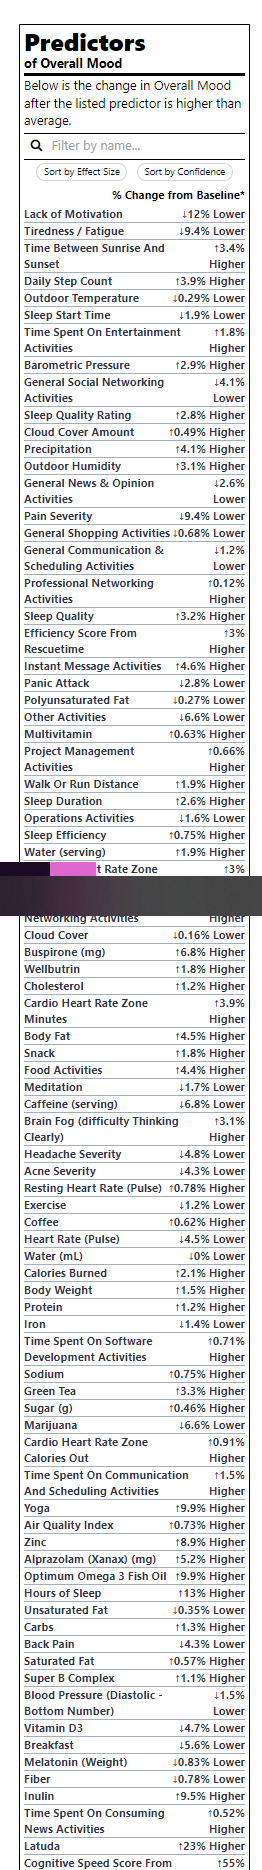 Predictors
of Overall Mood
Below is the change in Overall Mood
after the listed predictor is higher than
average.
Filter by name...
Sort by Effect Size Sort by Confidence
% Change from Baseline*
Lack of Motivation ↓12% Lower
Tiredness / Fatigue ↓9.4% Lower
Time Between Sunrise And ↑3.4%
Sunset Higher
Daily Step Count ↑3.9% Higher
Outdoor Temperature ↓0.29% Lower
Sleep Start Time ↓1.9% Lower
Time Spent On Entertainment ↑1.8%
Activities Higher
Barometric Pressure ↑2.9% Higher
General Social Networking ↓4.1%
Activities Lower
Sleep Quality Rating ↑2.8% Higher
Cloud Cover Amount ↑0.49% Higher
Precipitation ↑4.1% Higher
Outdoor Humidity ↑3.1% Higher
General News & Opinion ↓2.6%
Activities Lower
Pain Severity ↓9.4% Lower
General Shopping Activities ↓0.68% Lower
General Communication & ↓1.2%
Scheduling Activities Lower
Professional Networking ↑0.12%
Activities Higher
Sleep Quality ↑3.2% Higher
Efficiency Score From ↑3%
Rescuetime Higher
Instant Message Activities ↑4.6% Higher
Panic Attack ↓2.8% Lower
Polyunsaturated Fat ↓0.27% Lower
Other Activities ↓6.6% Lower
Multivitamin ↑0.63% Higher
Project Management ↑0.66%
Activities Higher
Walk Or Run Distance ↑1.9% Higher
Sleep Duration ↑2.6% Higher
Operations Activities ↓1.6% Lower
Sleep Efficiency ↑0.75% Higher
Water (serving) ↑1.9% Higher
t Rate Zone ↑3%
Networking Activities Higher
Cloud Cover ↓0.16% Lower
Buspirone (mg) ↑6.8% Higher
Wellbutrin ↑1.8% Higher
Cholesterol ↑1.2% Higher
Cardio Heart Rate Zone ↑3.9%
Minutes Higher
Body Fat ↑4.5% Higher
Snack ↑1.8% Higher
Food Activities ↑4.4% Higher
Meditation ↓1.7% Lower
Caffeine (serving) ↓6.8% Lower
Brain Fog (difficulty Thinking ↑3.1%
Clearly) Higher
Headache Severity ↓4.8% Lower
Acne Severity ↓4.3% Lower
Resting Heart Rate (Pulse) ↑0.78% Higher
Exercise ↓1.2% Lower
Coffee ↑0.62% Higher
Heart Rate (Pulse) ↓4.5% Lower
Water (mL) ↓0% Lower
Calories Burned ↑2.1% Higher
Body Weight ↑1.5% Higher
Protein ↑1.2% Higher
Iron ↓1.4% Lower
Time Spent On Software ↑0.71%
Development Activities Higher
Sodium ↑0.75% Higher
Green Tea ↑3.3% Higher
Sugar (g) ↑0.46% Higher
Marijuana ↓6.6% Lower
Cardio Heart Rate Zone ↑0.91%
Calories Out Higher
Time Spent On Communication ↑1.5%
And Scheduling Activities Higher
Yoga ↑9.9% Higher
Air Quality Index ↑0.73% Higher
Zinc ↑8.9% Higher
Alprazolam (Xanax) (mg) ↑5.2% Higher
Optimum Omega 3 Fish Oil ↑9.9% Higher
Hours of Sleep ↑13% Higher
Unsaturated Fat ↓0.35% Lower
Carbs ↑1.3% Higher
Back Pain ↓4.3% Lower
Saturated Fat ↑0.57% Higher
Super B Complex ↑1.1% Higher
Blood Pressure (Diastolic - ↓1.5%
Bottom Number) Lower
Vitamin D3 ↓4.7% Lower
Breakfast ↓5.6% Lower
Melatonin (Weight) ↓0.83% Lower
Fiber ↓0.78% Lower
Inulin ↑9.5% Higher
Time Spent On Consuming ↑0.52%
News Activities Higher
Latuda ↑23% Higher
Cognitive Speed Score From ↑55%